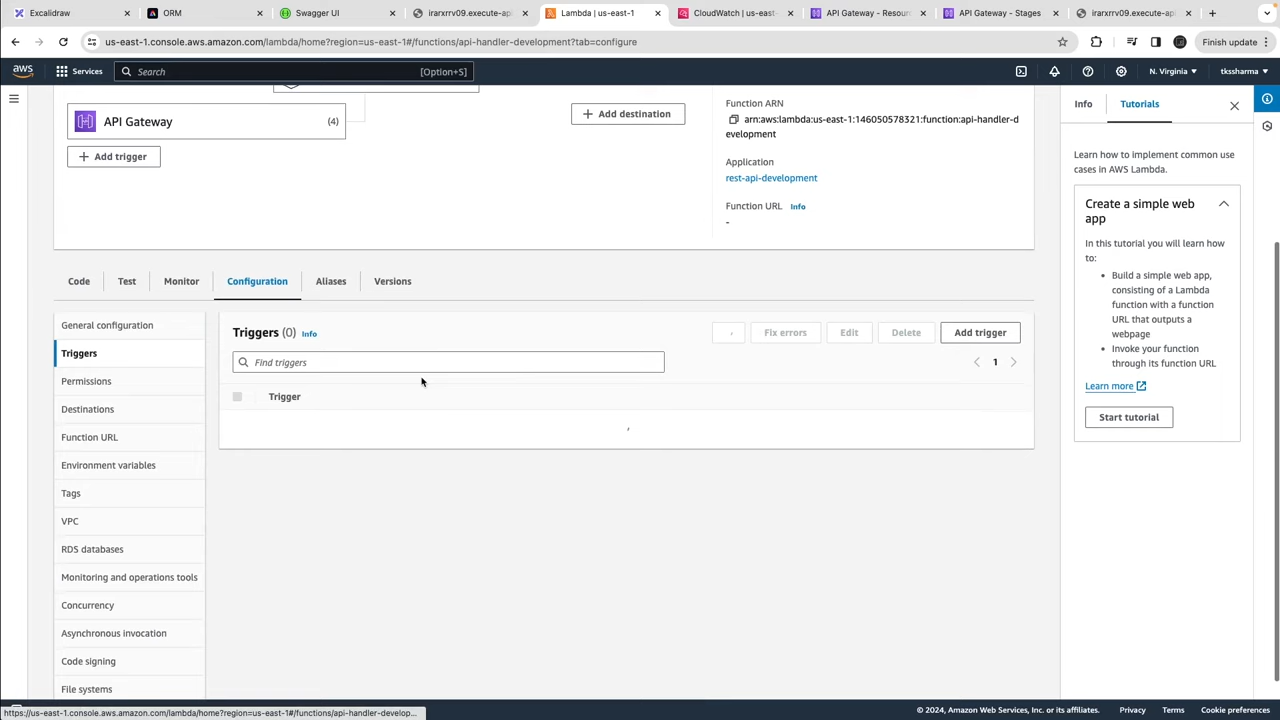 Excalidraw
ORM
Swagger UI
irarxrrv09.execute-api.us
Lambda | us-east-1
CloudWatch | us-east
API Gateway - Resour
API Gateway - Stages
irarxrrv09.execute-api.
us-east-1.console.aws.amazon.com/lambda/home?region=us-east-1#/functions/api-handler-development?tab=configure
Finish update
aws
Services
Search
[Option+S]
N. Virginia
tkssharma
API Gateway
(4)
Add trigger
Add destination
Function ARN
arn:aws:lambda:us-east-1:146050578321:function:api-handler-d
evelopment
Application
rest-api-development
Function URL Info
-
Info
Tutorials
Learn how to implement common use
cases in AWS Lambda.
Create a simple web
app
In this tutorial you will learn how
to:
• Build a simple web app,
consisting of a Lambda
function with a function
URL that outputs a
webpage
• Invoke your function
through its function URL
Learn more
Start tutorial
Code
Test
Monitor
Configuration
Aliases
Versions
General configuration
Triggers
Permissions
Destinations
Function URL
Environment variables
Tags
VPC
RDS databases
Monitoring and operations tools
Concurrency
Asynchronous invocation
Code signing
File systems
Triggers (0) Info
Fix errors
Edit
Delete
Add trigger
Find triggers
1
Trigger
https://us-east-1.console.aws.amazon.com/lambda/home?region=us-east-1#/functions/api-handler-develop...
© 2024, Amazon Web Services, Inc. or its affiliates.
Privacy
Terms
Cookie preferences